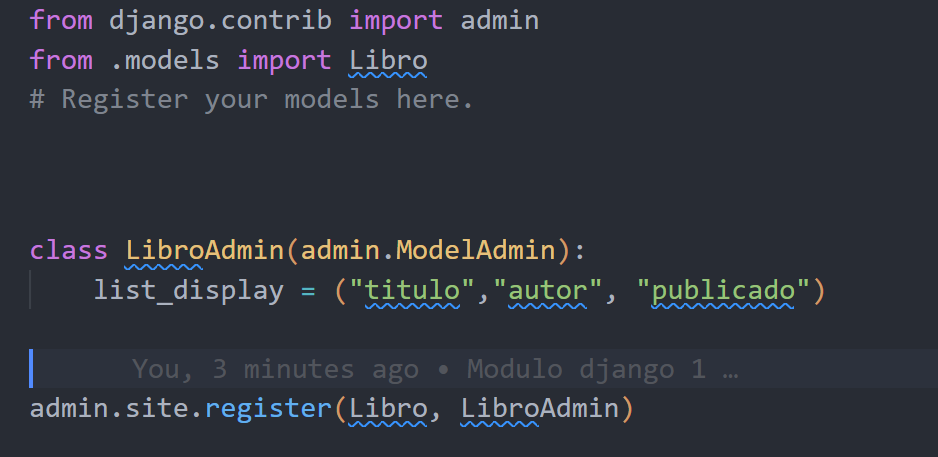 from django.contrib import admin
from .models import Libro
# Register your models here.
class LibroAdmin(admin.ModelAdmin):
    list_display = ("titulo","autor", "publicado")
You, 3 minutes ago • Modulo django 1 …
admin.site.register(Libro, LibroAdmin)